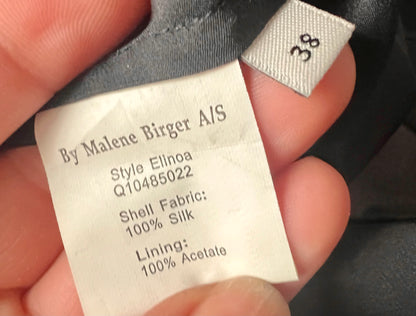 By Malene Birger A/S
Style Elinoa
Q10485022
Shell Fabric:
100% Silk
Lining:
100% Acetate
38